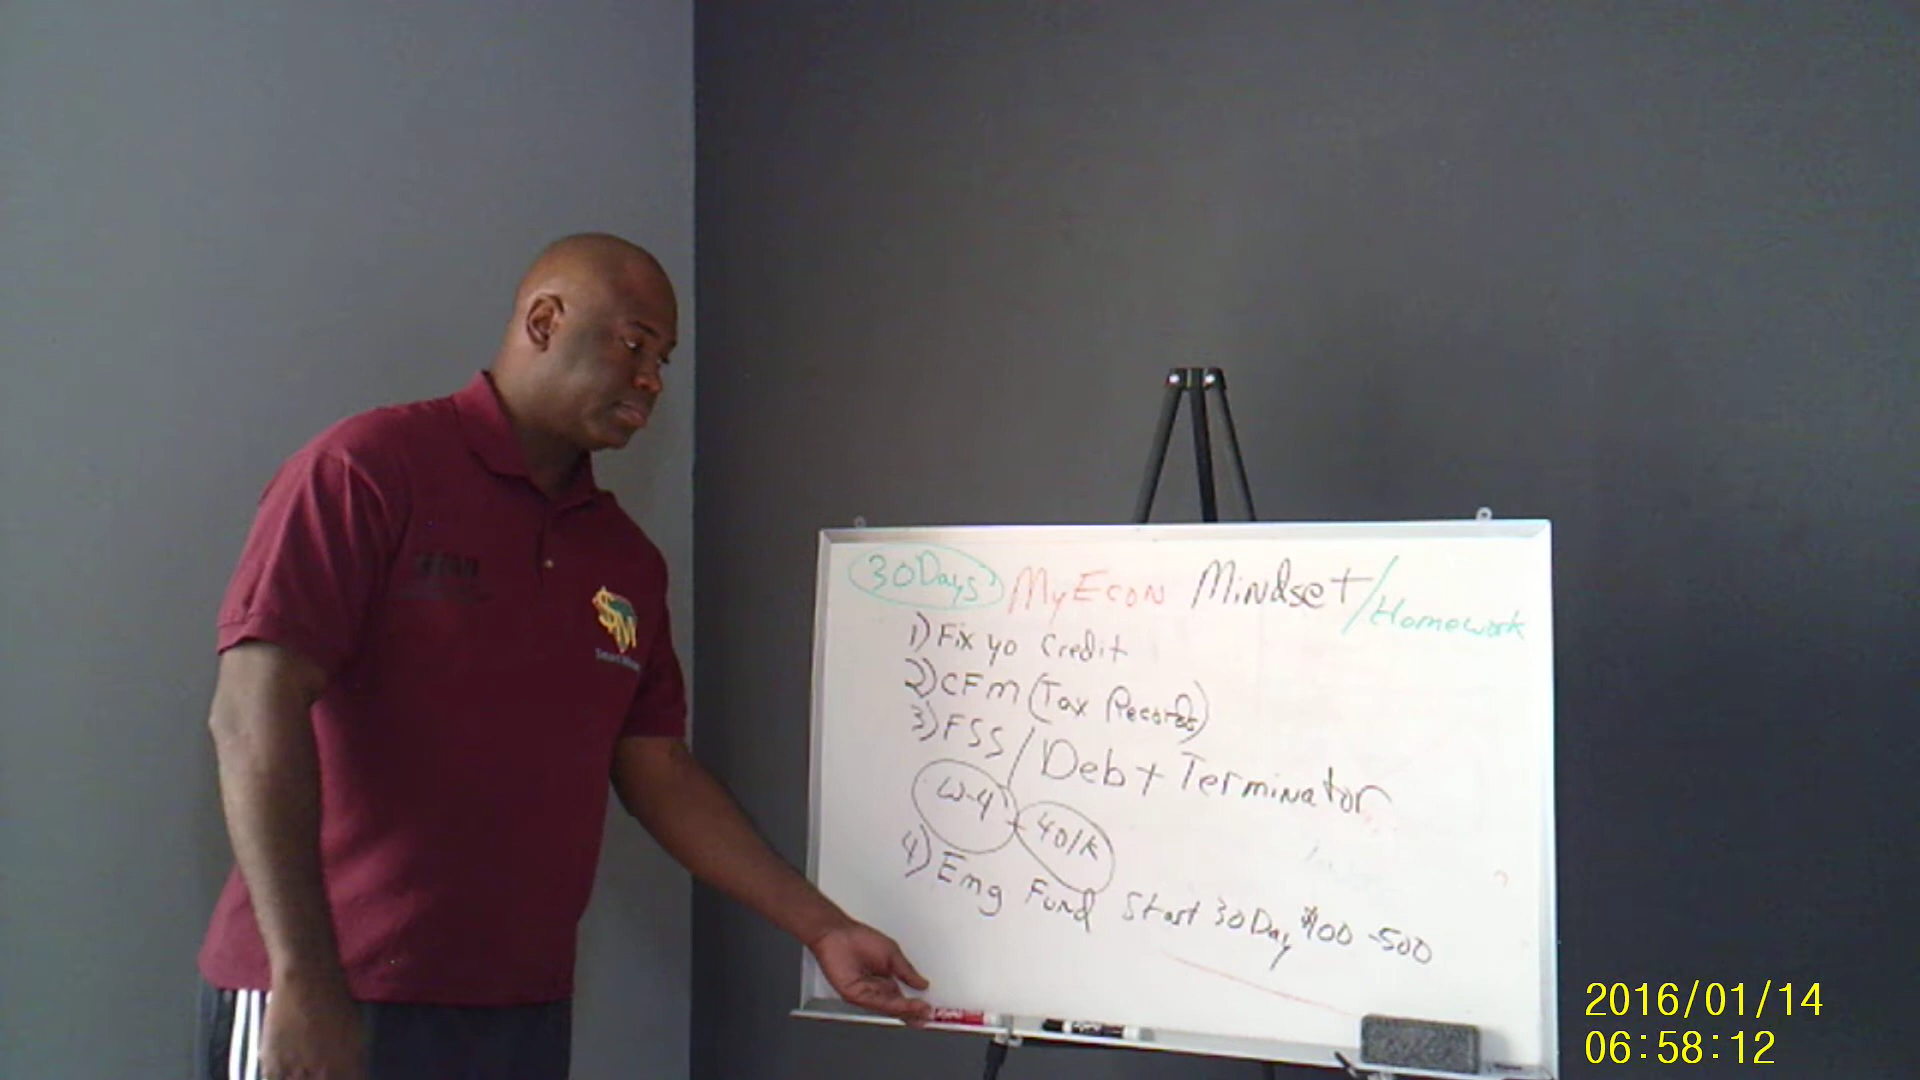 30 Days MyEcon Mindset/Homework
1) Fix yo Credit
2) CFM (Tax Records)
3) FSS / Debt Terminator
W-4 + 401K
4) Emg Fund Start 30 Day $100-500
$M
2016/01/14
06:58:12